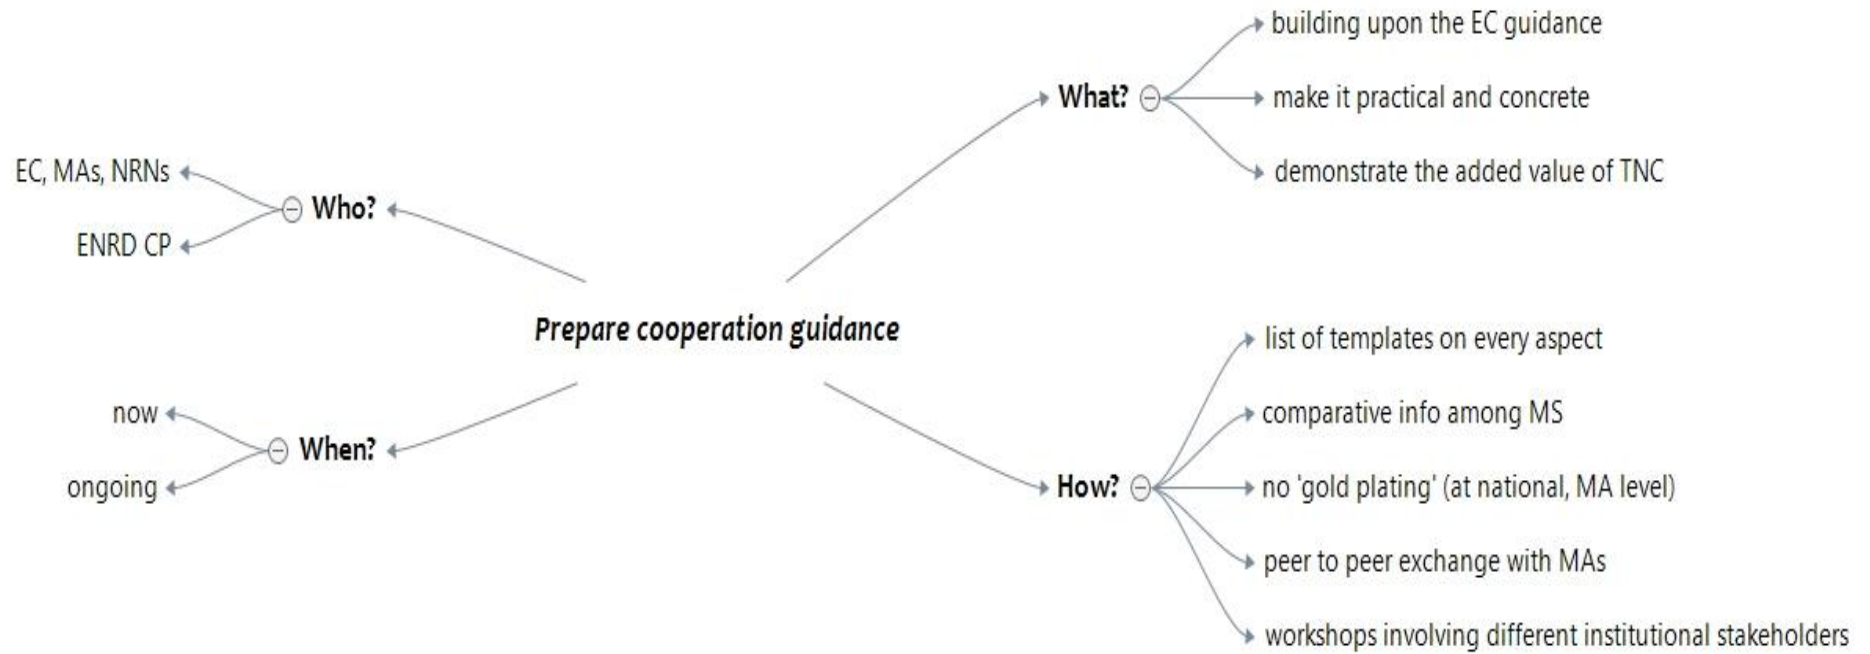 Prepare cooperation guidance
What?
building upon the EC guidance
make it practical and concrete
demonstrate the added value of TNC
How?
list of templates on every aspect
comparative info among MS
no 'gold plating' (at national, MA level)
peer to peer exchange with MAs
workshops involving different institutional stakeholders
Who?
EC, MAs, NRNs
ENRD CP
When?
now
ongoing